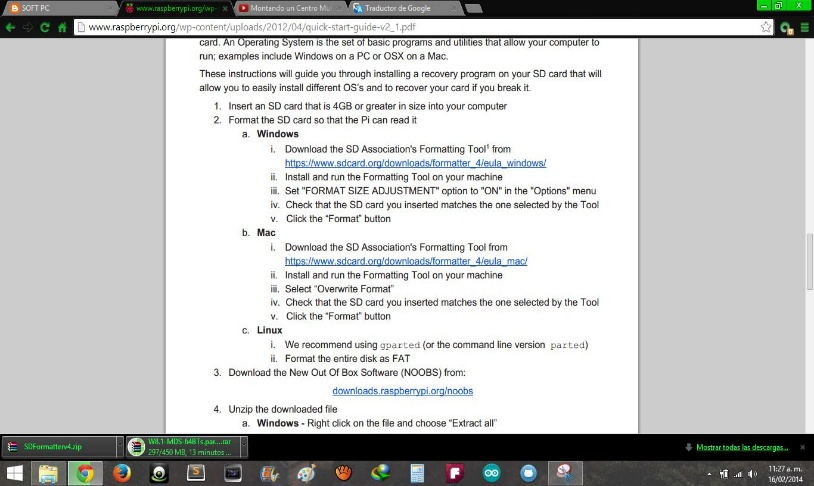 SOFT PC
www.raspberrypi.org/wp-
Montando un Centro Mu
Traductor de Google
www.raspberrypi.org/wp-content/uploads/2012/04/quick-start-guide-v2_1.pdf
card. An Operating System is the set of basic programs and utilities that allow your computer to
run; examples include Windows on a PC or OSX on a Mac.
These instructions will guide you through installing a recovery program on your SD card that will
allow you to easily install different OS's and to recover your card if you break it.
1. Insert an SD card that is 4GB or greater in size into your computer
2. Format the SD card so that the Pi can read it
a. Windows
i. Download the SD Association's Formatting Tool¹ from
https://www.sdcard.org/downloads/formatter_4/eula_windows/
ii. Install and run the Formatting Tool on your machine
iii. Set "FORMAT SIZE ADJUSTMENT" option to "ON" in the "Options" menu
iv. Check that the SD card you inserted matches the one selected by the Tool
v. Click the “Format” button
b. Mac
i. Download the SD Association's Formatting Tool from
https://www.sdcard.org/downloads/formatter_4/eula_mac/
ii. Install and run the Formatting Tool on your machine
iii. Select “Overwrite Format”
iv. Check that the SD card you inserted matches the one selected by the Tool
v. Click the “Format” button
c. Linux
i. We recommend using gparted (or the command line version parted)
ii. Format the entire disk as FAT
3. Download the New Out Of Box Software (NOOBS) from:
downloads.raspberrypi.org/noobs
4. Unzip the downloaded file
a. Windows - Right click on the file and choose “Extract all”
SDFormatterv4.zip
W8.1-MDS-64BTs.par....rar
297/450 MB, 13 minutos ...
Mostrar todas las descargas...
11:27 a. m.
16/02/2014